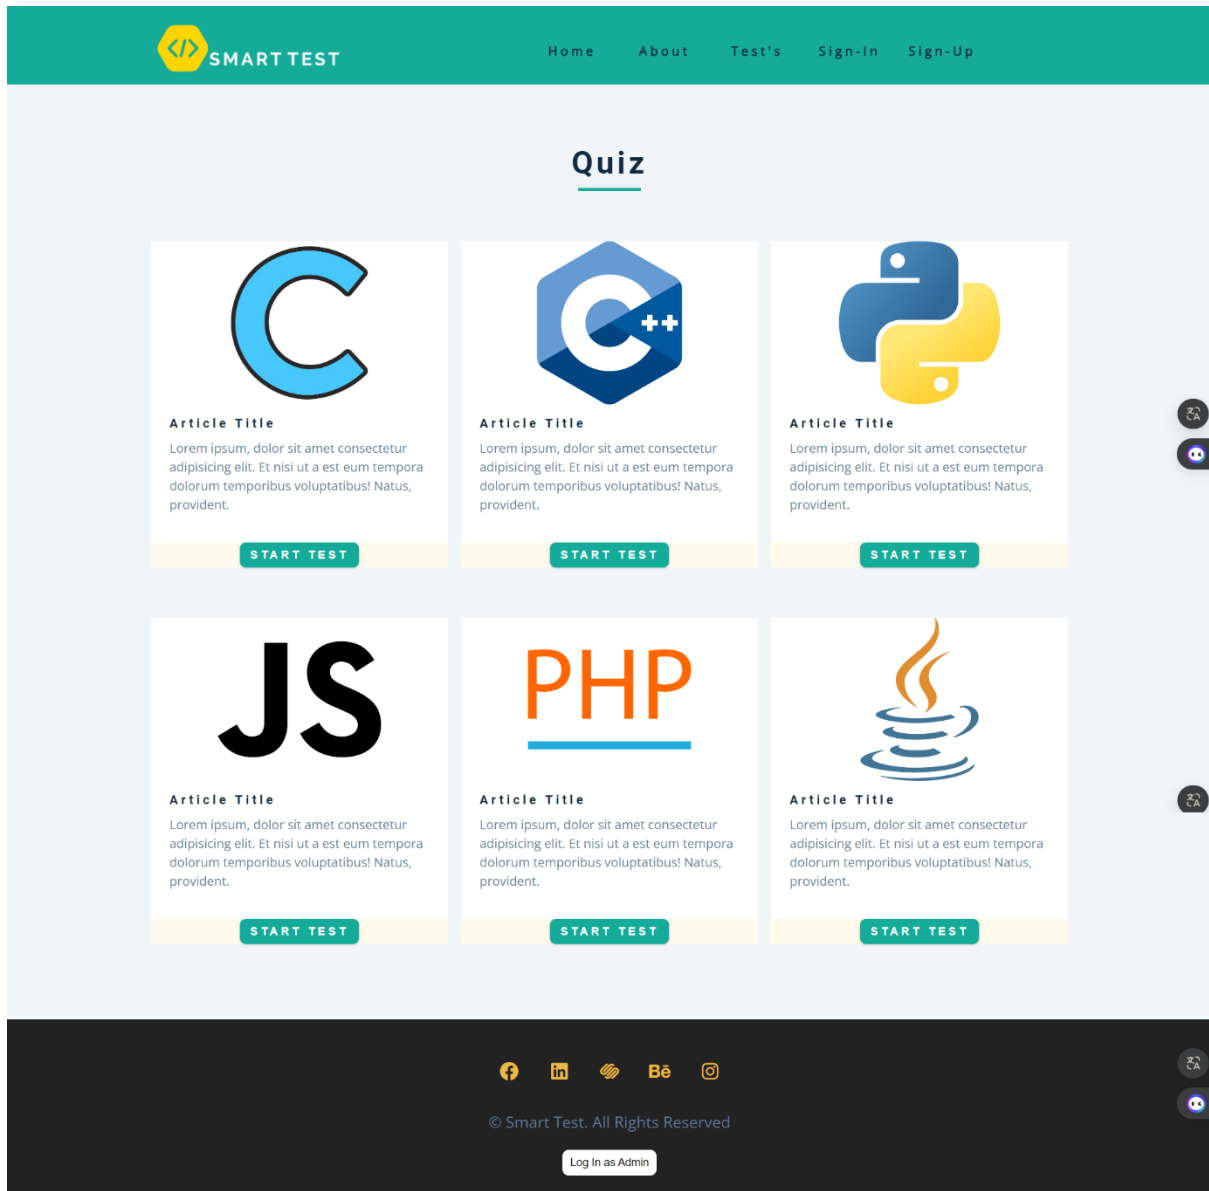 </> SMART TEST
Home About Test's Sign-In Sign-Up
Quiz
C
C++
Article Title
Lorem ipsum, dolor sit amet consectetur
adipisicing elit. Et nisi ut a est eum tempora
dolorum temporibus voluptatibus! Natus,
provident.
START TEST
Article Title
Lorem ipsum, dolor sit amet consectetur
adipisicing elit. Et nisi ut a est eum tempora
dolorum temporibus voluptatibus! Natus,
provident.
START TEST
Article Title
Lorem ipsum, dolor sit amet consectetur
adipisicing elit. Et nisi ut a est eum tempora
dolorum temporibus voluptatibus! Natus,
provident.
START TEST
JS
PHP
Article Title
Lorem ipsum, dolor sit amet consectetur
adipisicing elit. Et nisi ut a est eum tempora
dolorum temporibus voluptatibus! Natus,
provident.
START TEST
Article Title
Lorem ipsum, dolor sit amet consectetur
adipisicing elit. Et nisi ut a est eum tempora
dolorum temporibus voluptatibus! Natus,
provident.
START TEST
Article Title
Lorem ipsum, dolor sit amet consectetur
adipisicing elit. Et nisi ut a est eum tempora
dolorum temporibus voluptatibus! Natus,
provident.
START TEST
in Bē
© Smart Test. All Rights Reserved
Log In as Admin